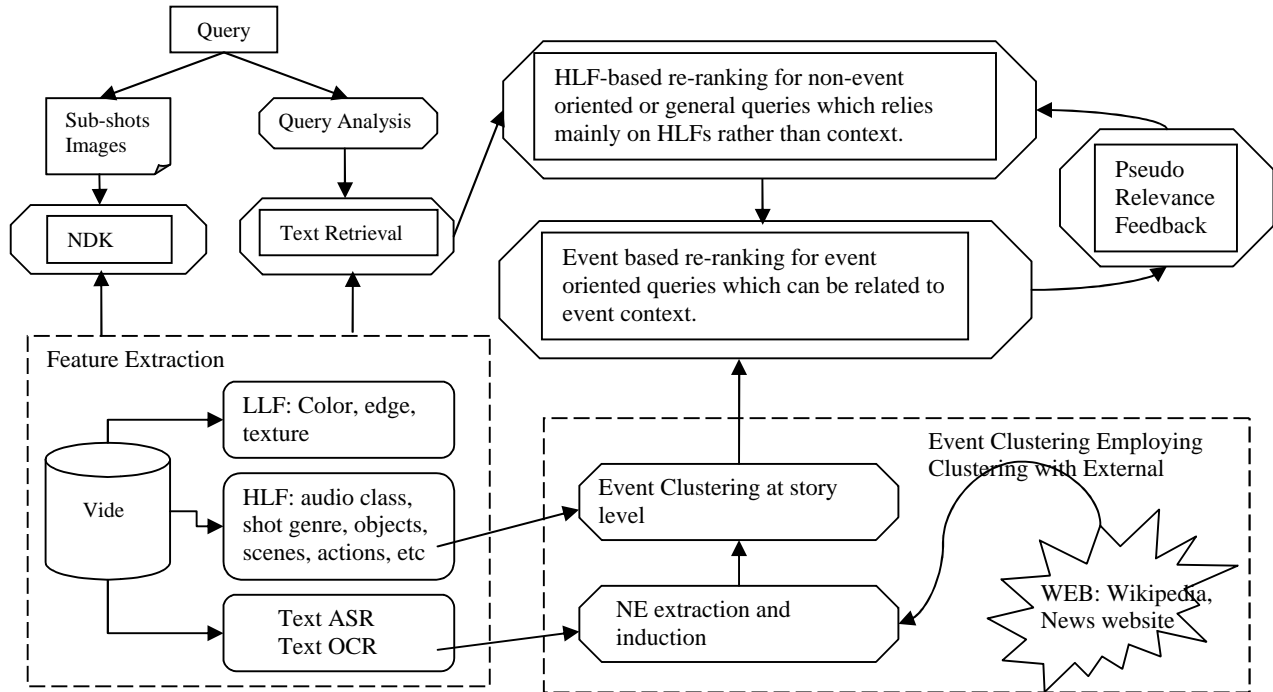 Query
Sub-shots
Images
Query Analysis
NDK
Text Retrieval
HLF-based re-ranking for non-event
oriented or general queries which relies
mainly on HLFs rather than context.
Pseudo
Relevance
Feedback
Event based re-ranking for event
oriented queries which can be related to
event context.
Feature Extraction
LLF: Color, edge,
texture
Vide
HLF: audio class,
shot genre, objects,
scenes, actions, etc
Text ASR
Text OCR
Event Clustering Employing
Clustering with External
Event Clustering at story
level
NE extraction and
induction
WEB: Wikipedia,
News website